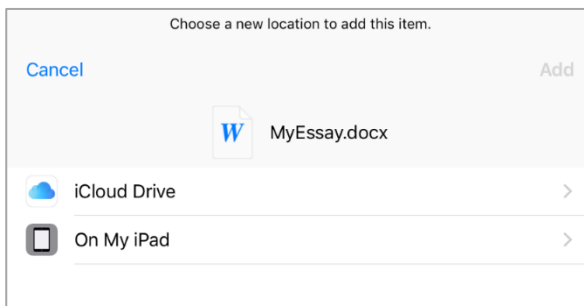 Choose a new location to add this item.
Cancel Add
W MyEssay.docx
iCloud Drive
On My iPad